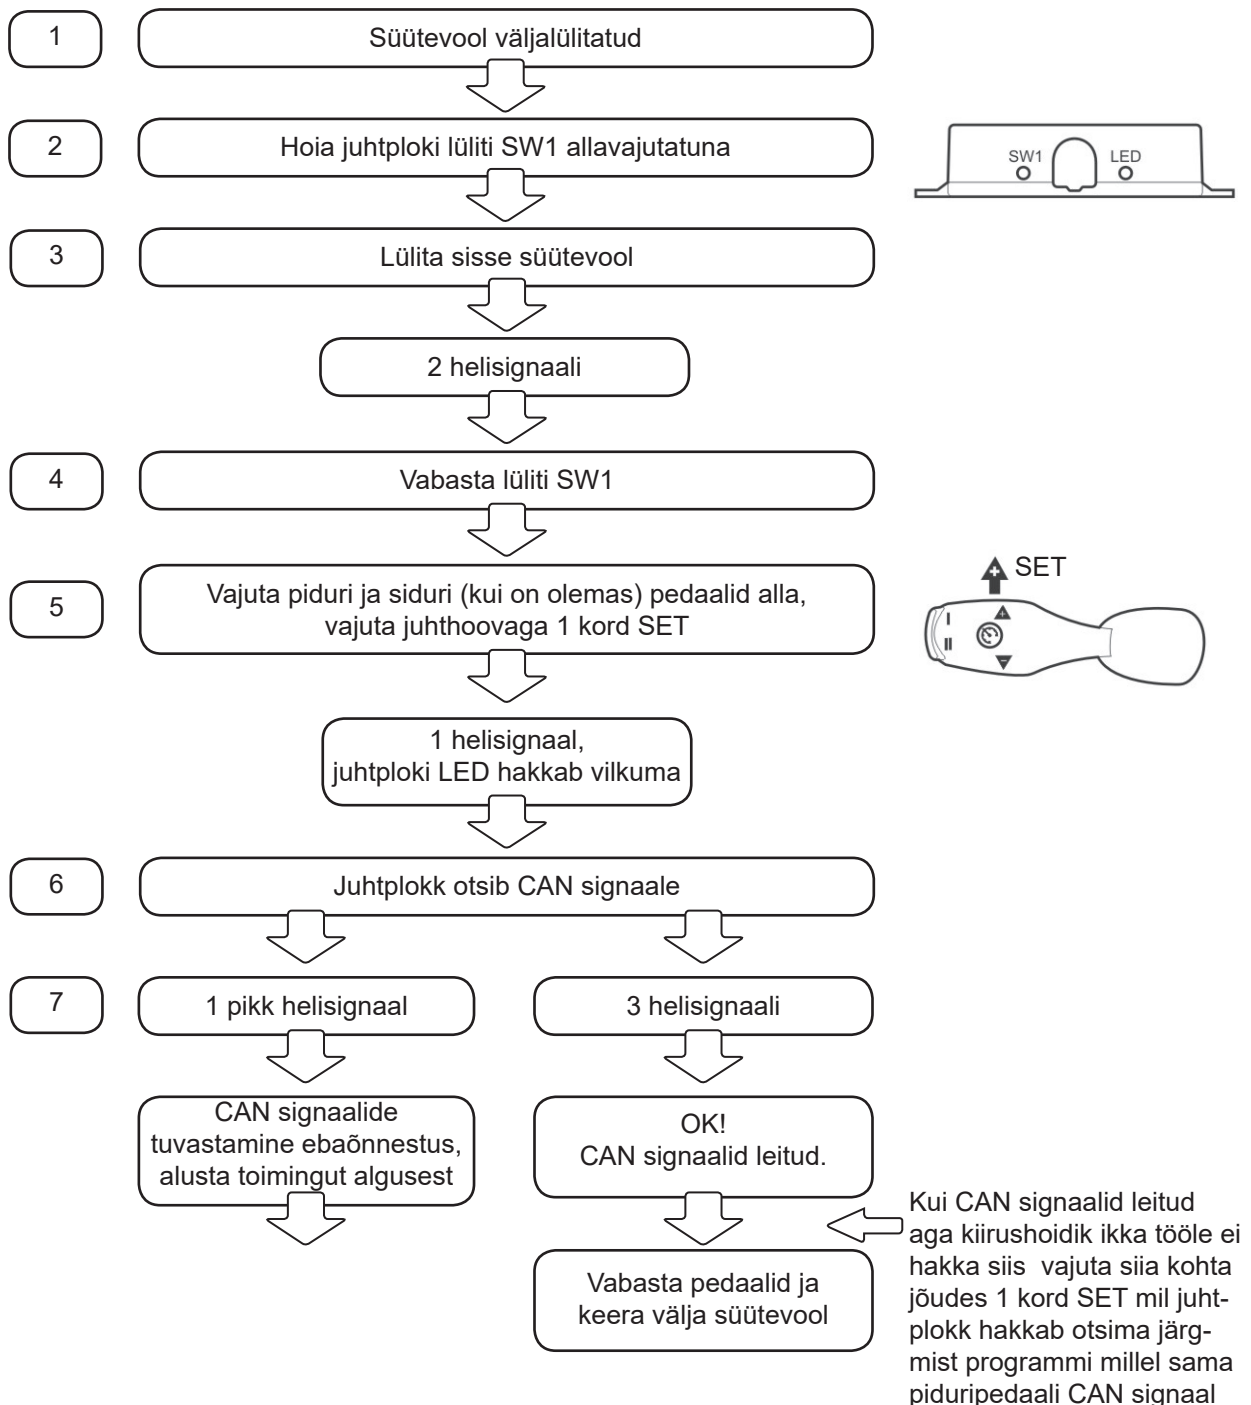 1
Süütevool väljalülitatud
2
Hoia juhtploki lüliti SW1 allavajutatuna
SW1
LED
3
Lülita sisse süütevool
2 helisignaali
4
Vabasta lüliti SW1
5
Vajuta piduri ja siduri (kui on olemas) pedaalid alla,
vajuta juhthoovaga 1 kord SET
+ SET
I
II
+
−
1 helisignaal,
juhtploki LED hakkab vilkuma
6
Juhtplokk otsib CAN signaale
7
1 pikk helisignaal
3 helisignaali
CAN signaalide
tuvastamine ebaõnnestus,
alusta toimingut algusest
OK!
CAN signaalid leitud.
Vabasta pedaalid ja
keera välja süütevool
Kui CAN signaalid leitud
aga kiirushoidik ikka tööle ei
hakka siis vajuta siia kohta
jõudes 1 kord SET mil juht-
plokk hakkab otsima järg-
mist programmi millel sama
piduripedaali CAN signaal